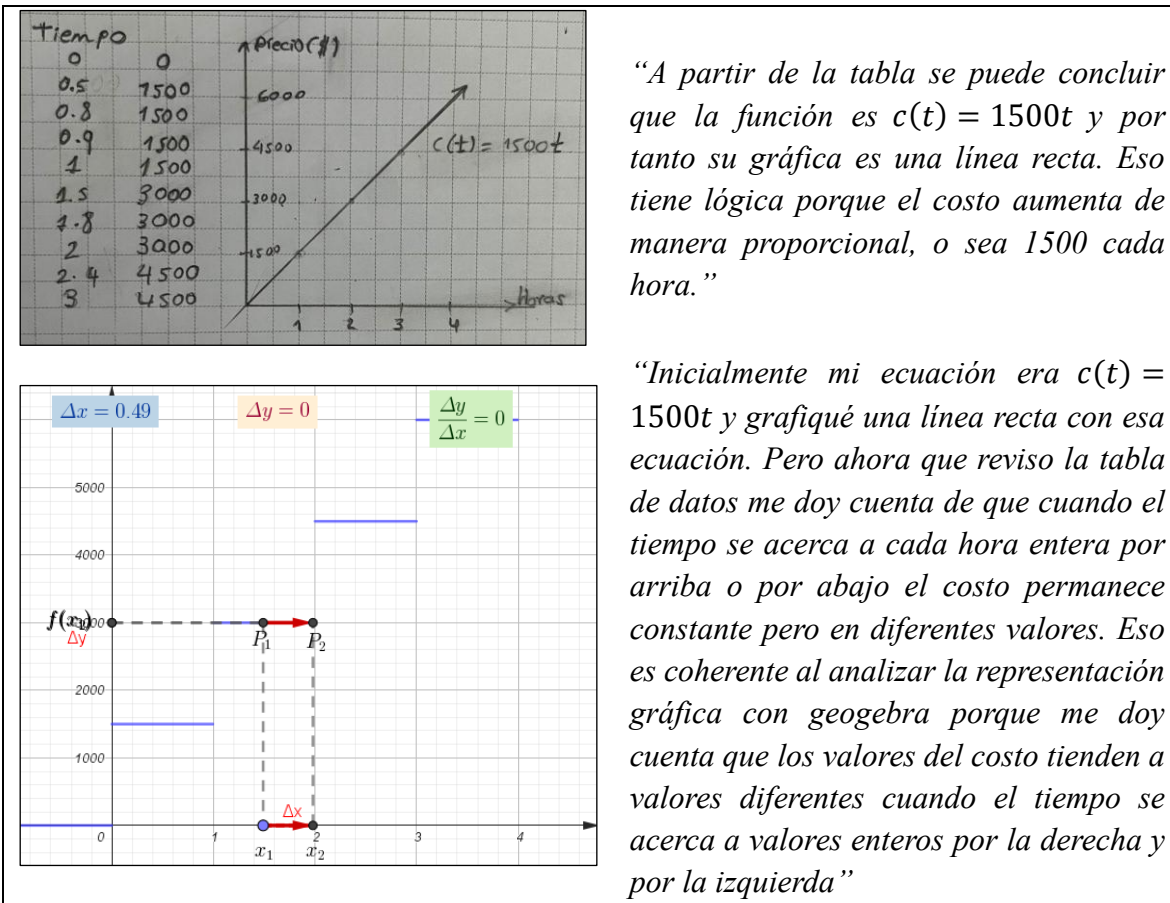 Tiempo
0 0
0.5 1500
0.8 1500
0.9 1500
1 1500
1.5 3000
1.8 3000
2 3000
2.4 4500
3 4500
Precio($)
6000
4500
c(t) = 1500t
3000
1500
Horas
1 2 3 4
“A partir de la tabla se puede concluir
que la función es c(t) = 1500t y por
tanto su gráfica es una línea recta. Eso
tiene lógica porque el costo aumenta de
manera proporcional, o sea 1500 cada
hora.”
Δx = 0.49 Δy = 0 Δy/Δx = 0
5000
4000
f(x₁) 3000
Δy
P₁ P₂
2000
1000
Δx
0 1 2 3 4
x₁ x₂
“Inicialmente mi ecuación era c(t) =
1500t y grafiqué una línea recta con esa
ecuación. Pero ahora que reviso la tabla
de datos me doy cuenta de que cuando el
tiempo se acerca a cada hora entera por
arriba o por abajo el costo permanece
constante pero en diferentes valores. Eso
es coherente al analizar la representación
gráfica con geogebra porque me doy
cuenta que los valores del costo tienden a
valores diferentes cuando el tiempo se
acerca a valores enteros por la derecha y
por la izquierda”